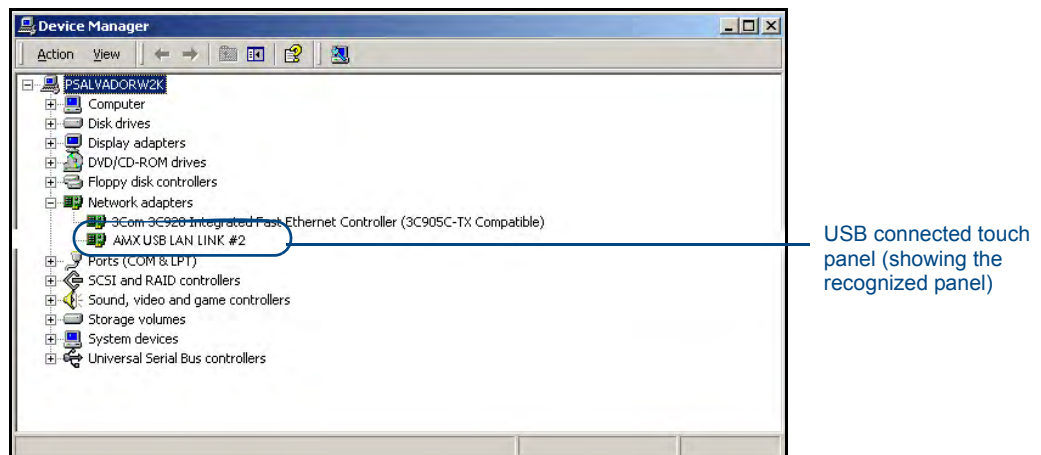 Device Manager
Action View
PSALVADORW2K
Computer
Disk drives
Display adapters
DVD/CD-ROM drives
Floppy disk controllers
Network adapters
3Com 3C920 Integrated Fast Ethernet Controller (3C905C-TX Compatible)
AMX USB LAN LINK #2
Ports (COM & LPT)
SCSI and RAID controllers
Sound, video and game controllers
Storage volumes
System devices
Universal Serial Bus controllers
USB connected touch
panel (showing the
recognized panel)